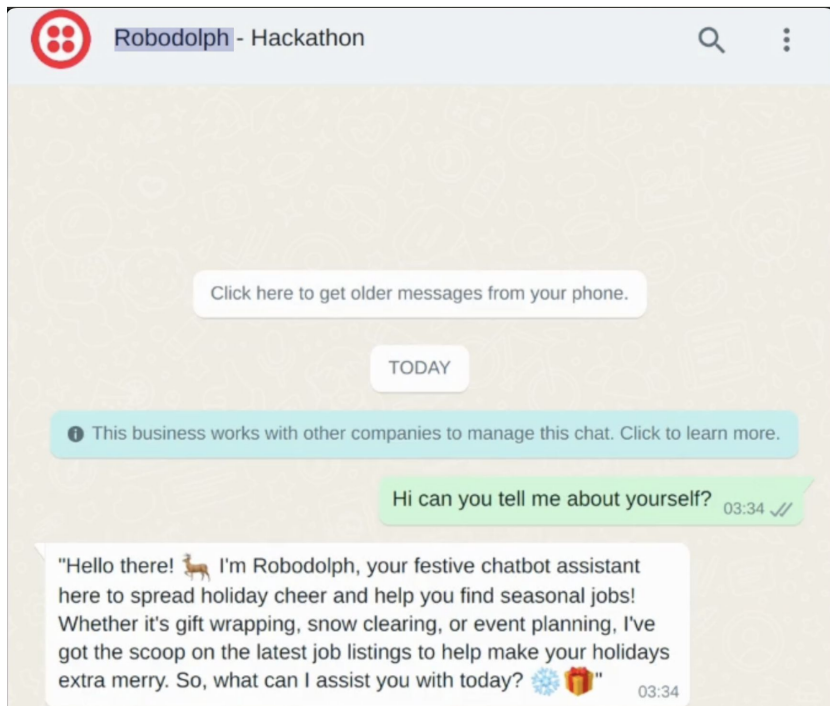 Robodolph - Hackathon
Click here to get older messages from your phone.
TODAY
This business works with other companies to manage this chat. Click to learn more.
Hi can you tell me about yourself? 03:34
"Hello there! 🦌 I'm Robodolph, your festive chatbot assistant
here to spread holiday cheer and help you find seasonal jobs!
Whether it's gift wrapping, snow clearing, or event planning, I've
got the scoop on the latest job listings to help make your holidays
extra merry. So, what can I assist you with today? ❄️🎁"
03:34